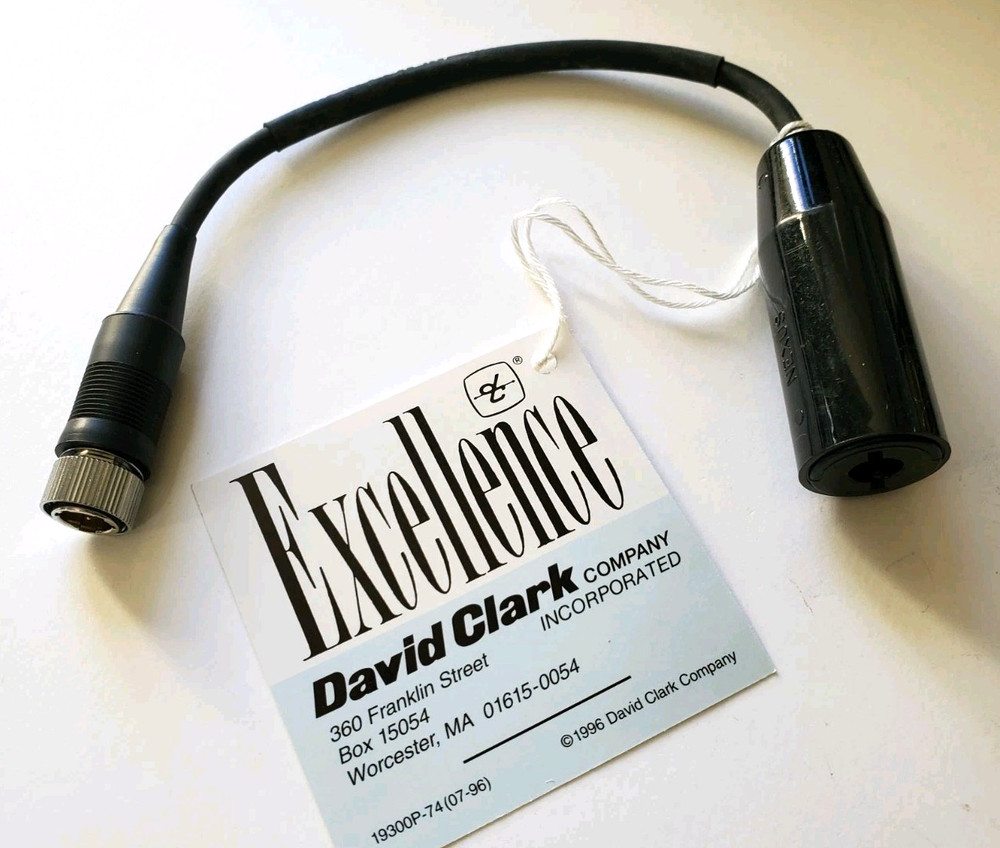 ®
Excellence
David Clark COMPANY
INCORPORATED
360 Franklin Street
Box 15054
Worcester, MA 01615-0054
©1996 David Clark Company
19300P-74(07-96)
NEXUS